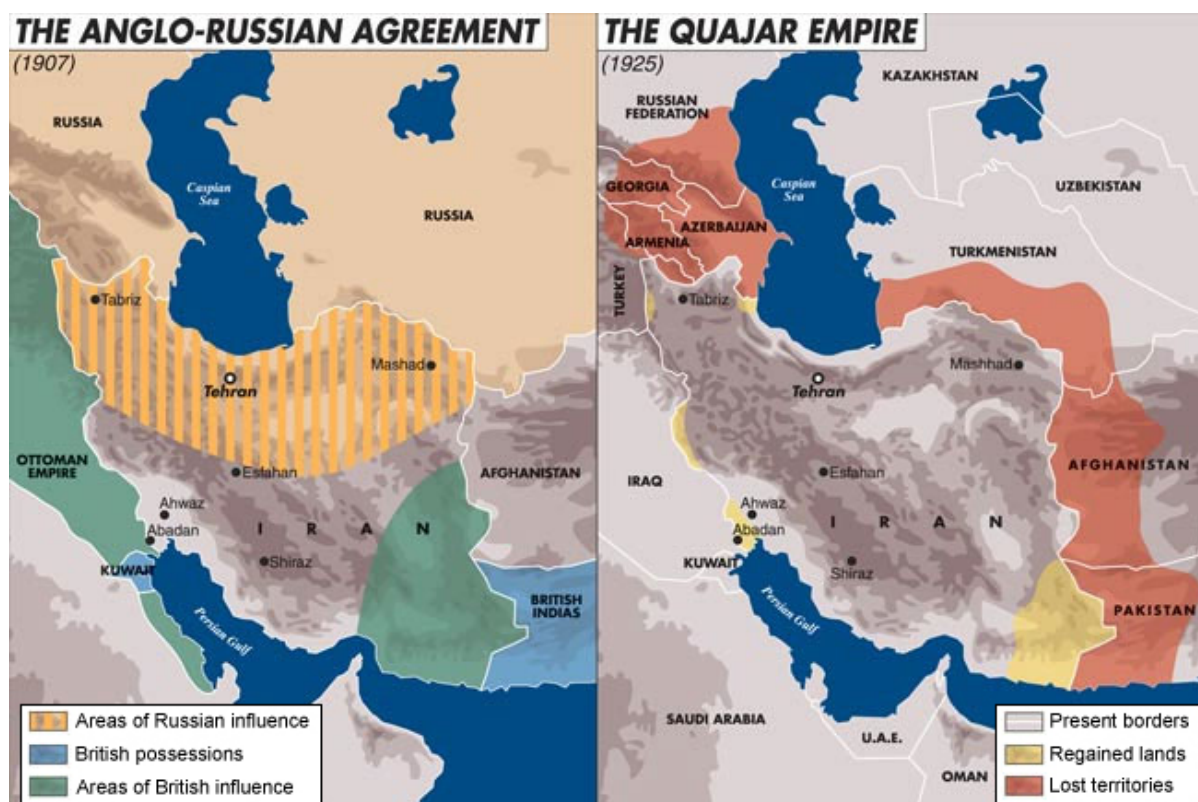 THE ANGLO-RUSSIAN AGREEMENT
(1907)
RUSSIA
Caspian
Sea
RUSSIA
Tabriz
Mashad
Tehran
OTTOMAN
EMPIRE
Esfahan
AFGHANISTAN
Ahwaz
Abadan
I R A N
KUWAIT
Shiraz
BRITISH
INDIAS
Persian Gulf
Areas of Russian influence
British possessions
Areas of British influence
THE QUAJAR EMPIRE
(1925)
KAZAKHSTAN
RUSSIAN
FEDERATION
GEORGIA
Caspian
Sea
UZBEKISTAN
AZERBAIJAN
ARMENIA
TURKMENISTAN
TURKEY
Tabriz
Mashhad
Tehran
Esfahan
AFGHANISTAN
IRAQ
Ahwaz
Abadan
I R A N
KUWAIT
Shiraz
PAKISTAN
Persian Gulf
SAUDI ARABIA
U.A.E.
OMAN
Present borders
Regained lands
Lost territories